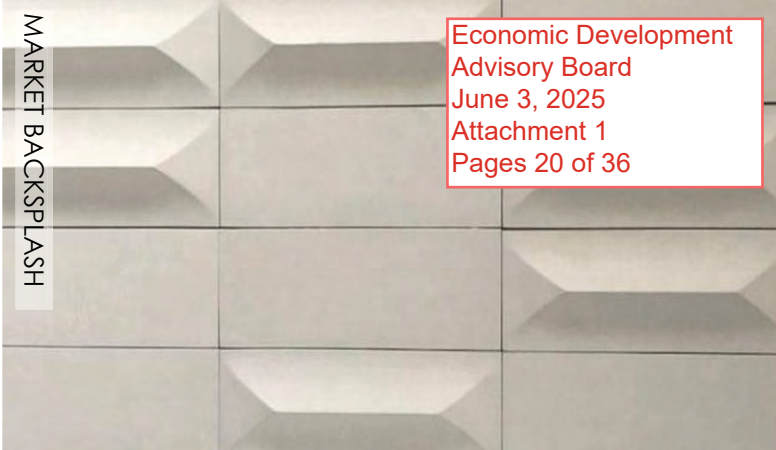 MARKET BACKSPLASH
Economic Development
Advisory Board
June 3, 2025
Attachment 1
Pages 20 of 36